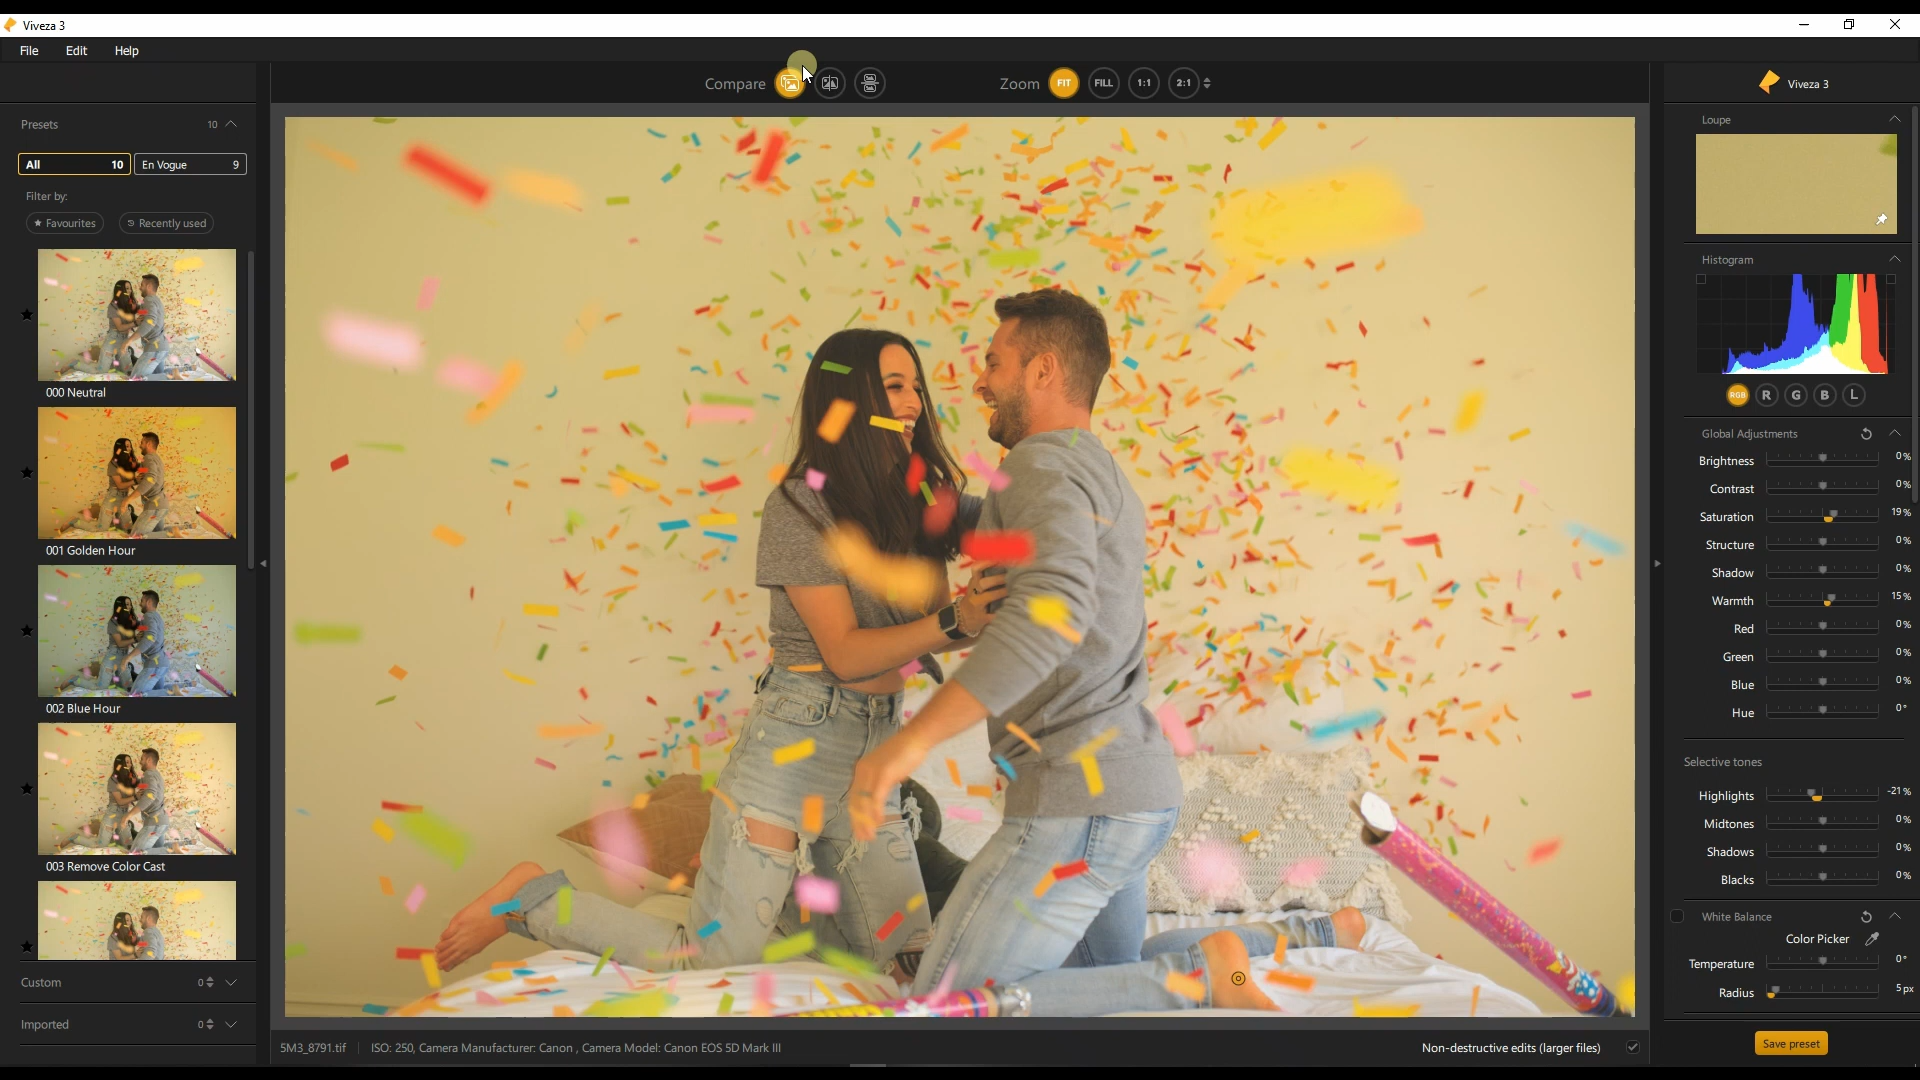 Viveza 3
File Edit Help
Compare Zoom FIT FILL 1:1 2:1
Viveza 3
Presets 10
All 10 En Vogue 9
Filter by:
Favourites Recently used
000 Neutral
001 Golden Hour
002 Blue Hour
003 Remove Color Cast
Custom 0
Imported 0
5M3_8791.tif ISO: 250, Camera Manufacturer: Canon , Camera Model: Canon EOS 5D Mark III
Non-destructive edits (larger files)
Loupe
Histogram
RGB R G B L
Global Adjustments
Brightness 0%
Contrast 0%
Saturation 19%
Structure 0%
Shadow 0%
Warmth 15%
Red 0%
Green 0%
Blue 0%
Hue 0°
Selective tones
Highlights -21%
Midtones 0%
Shadows 0%
Blacks 0%
White Balance
Color Picker
Temperature 0°
Radius 5px
Save preset